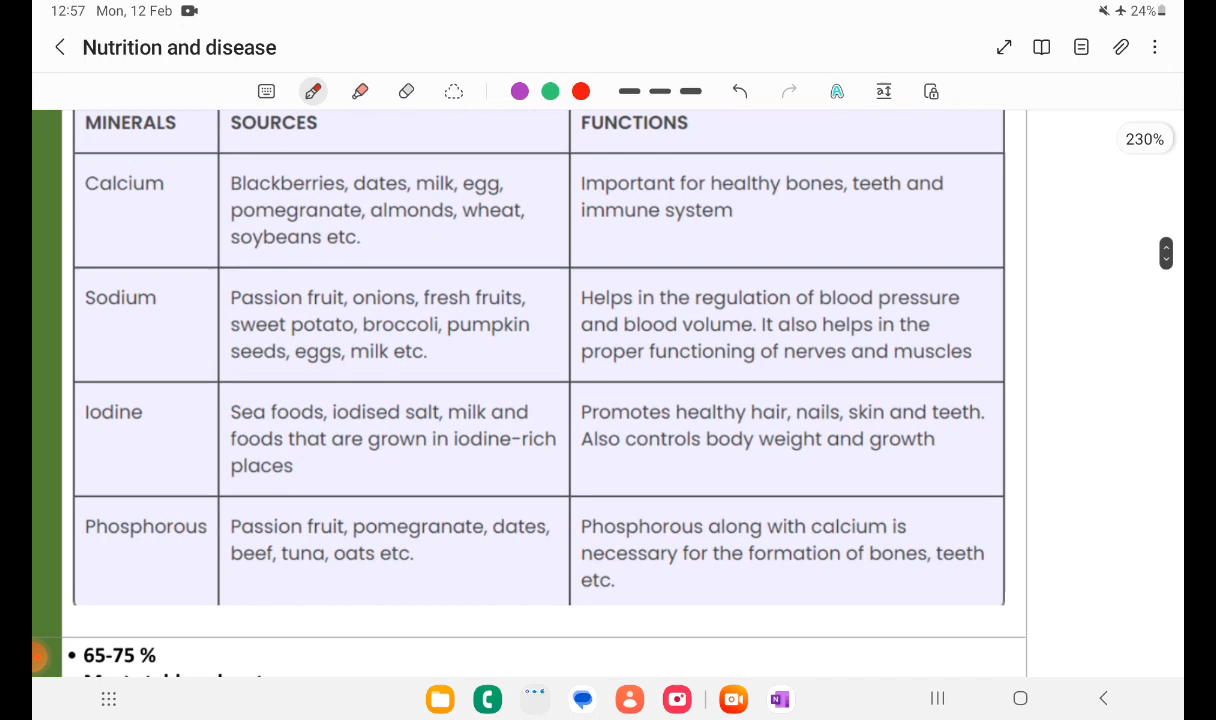 12:57 Mon, 12 Feb
24%
Nutrition and disease
230%
MINERALS SOURCES FUNCTIONS
Calcium
Blackberries, dates, milk, egg,
pomegranate, almonds, wheat,
soybeans etc.
Important for healthy bones, teeth and
immune system
Sodium
Passion fruit, onions, fresh fruits,
sweet potato, broccoli, pumpkin
seeds, eggs, milk etc.
Helps in the regulation of blood pressure
and blood volume. It also helps in the
proper functioning of nerves and muscles
Iodine
Sea foods, iodised salt, milk and
foods that are grown in iodine-rich
places
Promotes healthy hair, nails, skin and teeth.
Also controls body weight and growth
Phosphorous
Passion fruit, pomegranate, dates,
beef, tuna, oats etc.
Phosphorous along with calcium is
necessary for the formation of bones, teeth
etc.
• 65-75 %